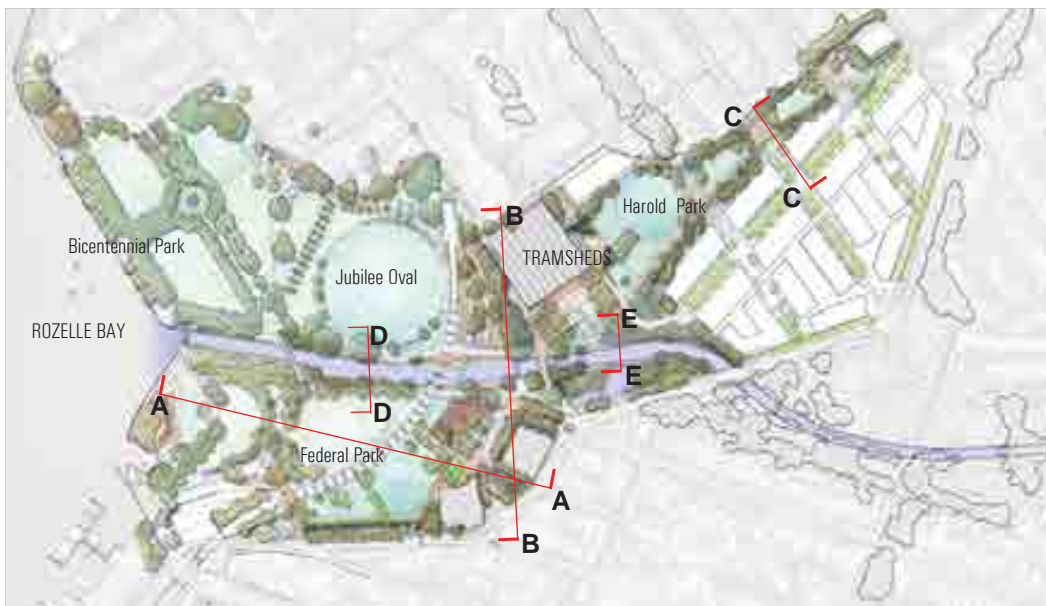 C
C
Harold Park
B
Bicentennial Park
TRAMSHEDS
Jubilee Oval
E
ROZELLE BAY
D
E
A
D
Federal Park
A
B